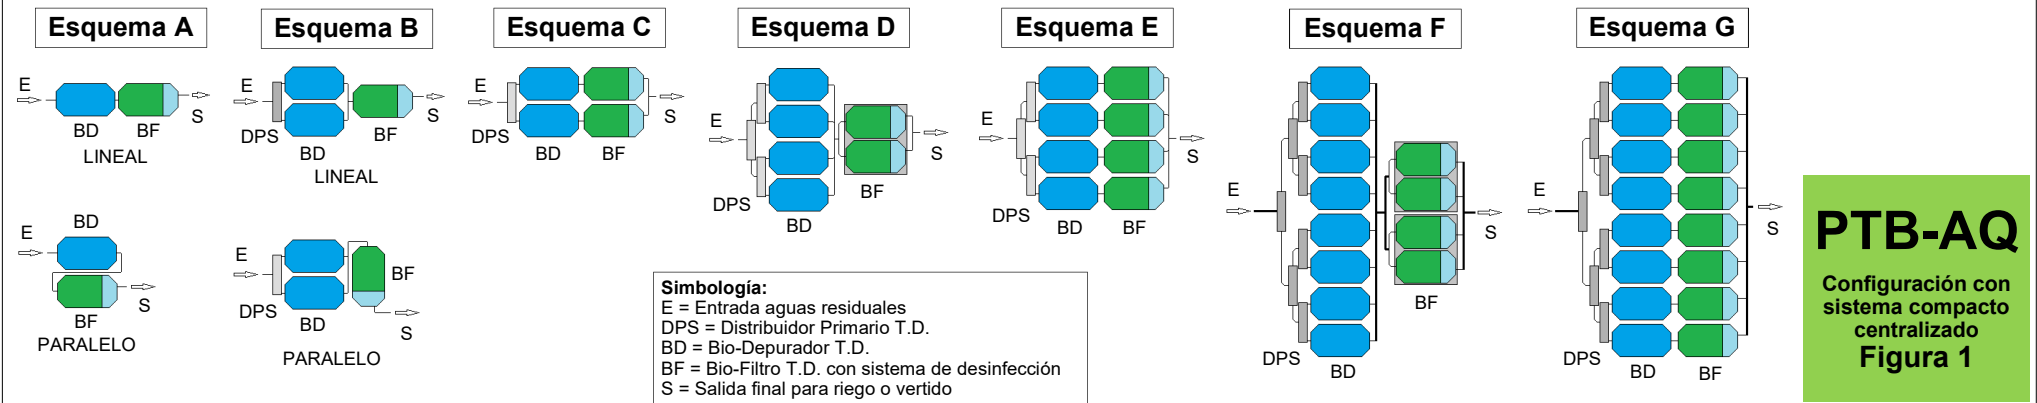 Esquema A
E
BD
BF
S
LINEAL
BD
E
S
BF
PARALELO
Esquema B
E
DPS
BD
BF
S
LINEAL
E
DPS
BD
BF
S
PARALELO
Esquema C
E
DPS
BD
BF
S
Esquema D
E
DPS
BD
BF
S
Esquema E
E
DPS
BD
BF
S
Esquema F
E
DPS
BD
BF
S
Esquema G
E
DPS
BD
BF
S
Simbología:
E = Entrada aguas residuales
DPS = Distribuidor Primario T.D.
BD = Bio-Depurador T.D.
BF = Bio-Filtro T.D. con sistema de desinfección
S = Salida final para riego o vertido
PTB-AQ
Configuración con
sistema compacto
centralizado
Figura 1